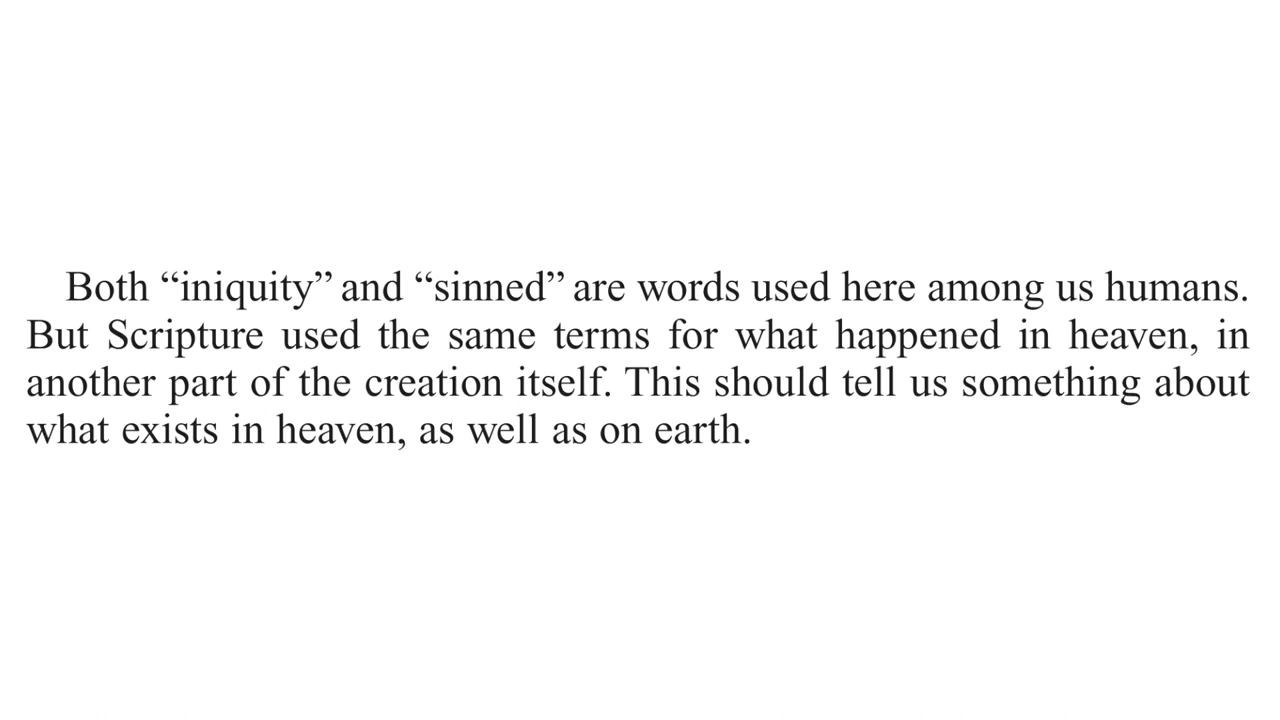 Both “iniquity” and “sinned” are words used here among us humans.
But Scripture used the same terms for what happened in heaven, in
another part of the creation itself. This should tell us something about
what exists in heaven, as well as on earth.